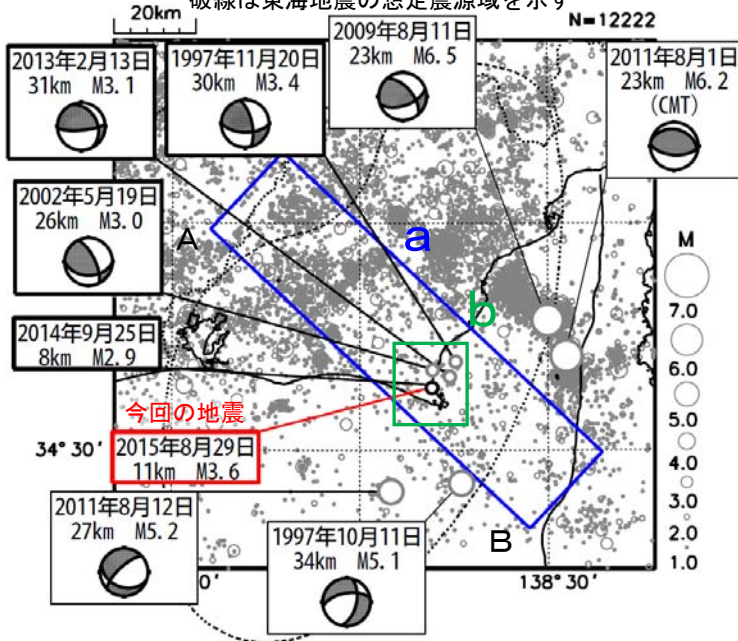 破線は東海地震の想定震源域を示す
20km
N=12222
2013年2月13日
31km M3.1
1997年11月20日
30km M3.4
2009年8月11日
23km M6.5
2011年8月1日
23km M6.2
(CMT)
2002年5月19日
26km M3.0
A
a
b
M
7.0
6.0
5.0
4.0
3.0
2.0
1.0
2014年9月25日
8km M2.9
今回の地震
34° 30′
2015年8月29日
11km M3.6
2011年8月12日
27km M5.2
1997年10月11日
34km M5.1
B
0′
138° 30′